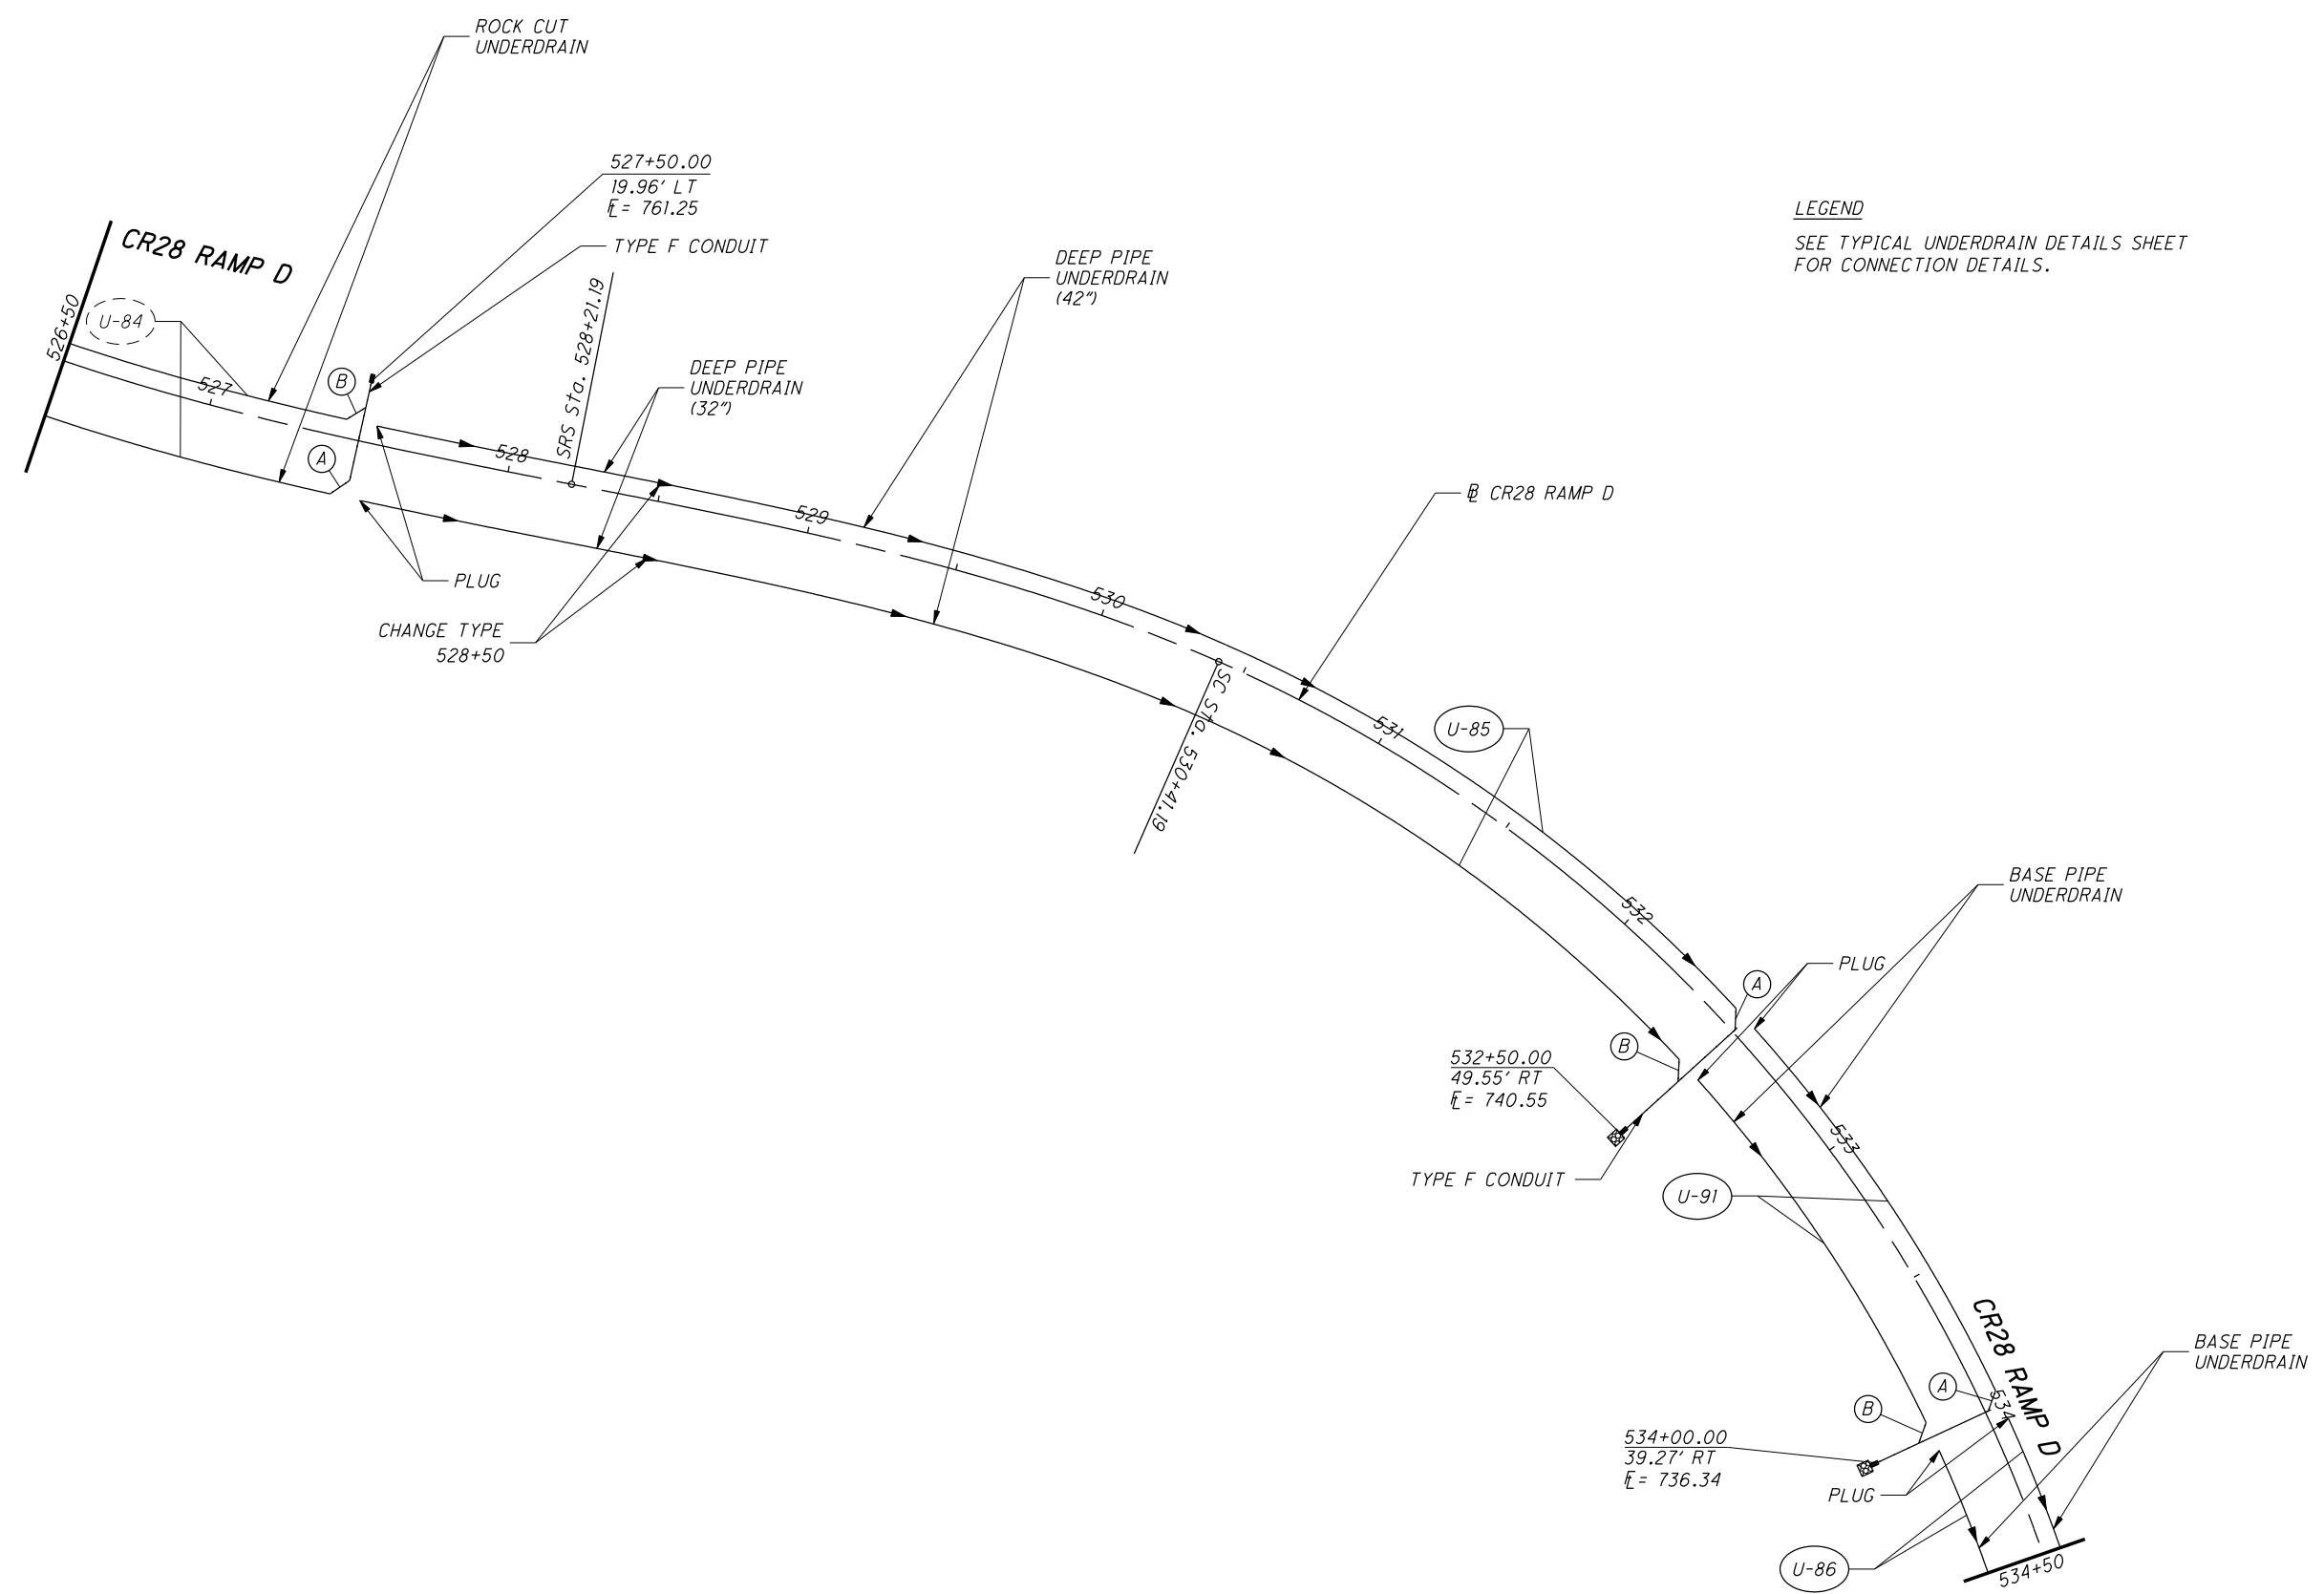 ROCK CUT
UNDERDRAIN
527+50.00
19.96' LT
℄= 761.25
TYPE F CONDUIT
LEGEND
SEE TYPICAL UNDERDRAIN DETAILS SHEET
FOR CONNECTION DETAILS.
CR28 RAMP D
526+50
U-84
527
B
A
SRS Sta. 528+21.19
DEEP PIPE
UNDERDRAIN
(42")
DEEP PIPE
UNDERDRAIN
(32")
528
529
530
CR28 RAMP D
PLUG
CHANGE TYPE
528+50
SC Sta. 530+41.19
531
U-85
532
BASE PIPE
UNDERDRAIN
PLUG
A
B
532+50.00
49.55' RT
℄= 740.55
TYPE F CONDUIT
533
U-91
CR28 RAMP D
BASE PIPE
UNDERDRAIN
A
534
B
534+00.00
39.27' RT
℄= 736.34
PLUG
U-86
534+50